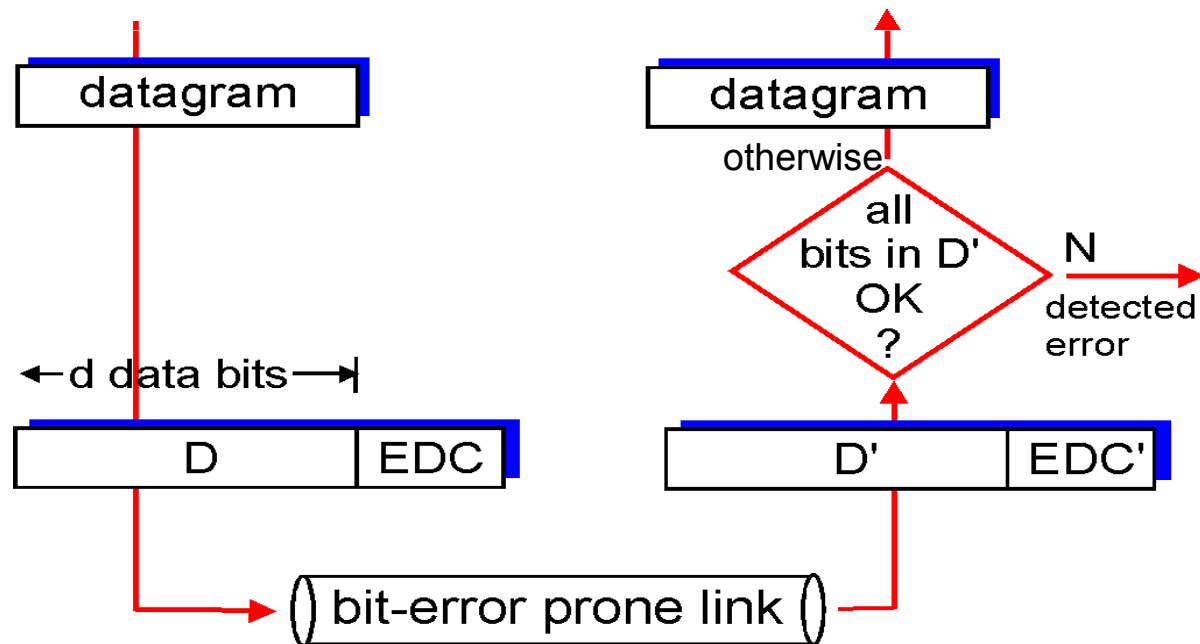 datagram
d data bits
D EDC
bit-error prone link
datagram
otherwise
all
bits in D'
OK
?
N
detected
error
D' EDC'